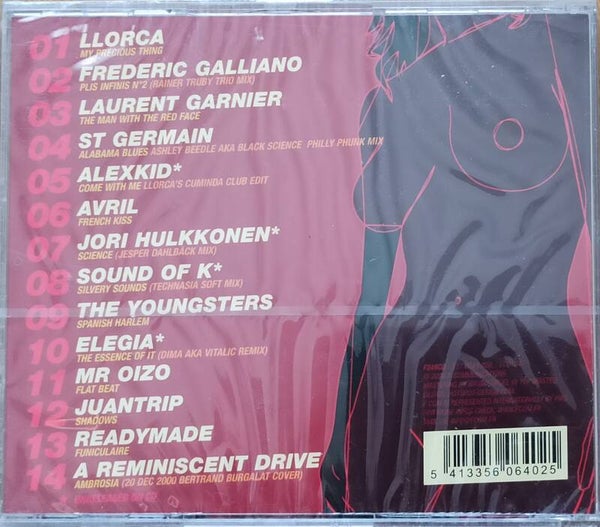 01 LLORCA
MY PRECIOUS THING
02 FREDERIC GALLIANO
PLIS INFINIS N°2 (RAINER TRUBY TRIO MIX)
03 LAURENT GARNIER
THE MAN WITH THE RED FACE
04 ST GERMAIN
ALABAMA BLUES ASHLEY BEEDLE AKA BLACK SCIENCE PHILLY PHUNK MIX
05 ALEXKID*
COME WITH ME LLORCA'S CUMINDA CLUB EDIT
06 AVRIL
FRENCH KISS
07 JORI HULKKONEN*
SCIENCE (JESPER DAHLBÄCK MIX)
08 SOUND OF K*
SILVERY SOUNDS (TECHNASIA SOFT MIX)
09 THE YOUNGSTERS
SPANISH HARLEM
10 ELEGIA*
THE ESSENCE OF IT (DIMA AKA VITALIC REMIX)
11 MR OIZO
FLAT BEAT
12 JUANTRIP
SHADOWS
13 READYMADE
FUNICULAIRE
14 A REMINISCENT DRIVE
AMBROSIA (20 DEC 2000 BERTRAND BURGALAT COVER)
* UNRELEASED ON CD
5 413356 064025